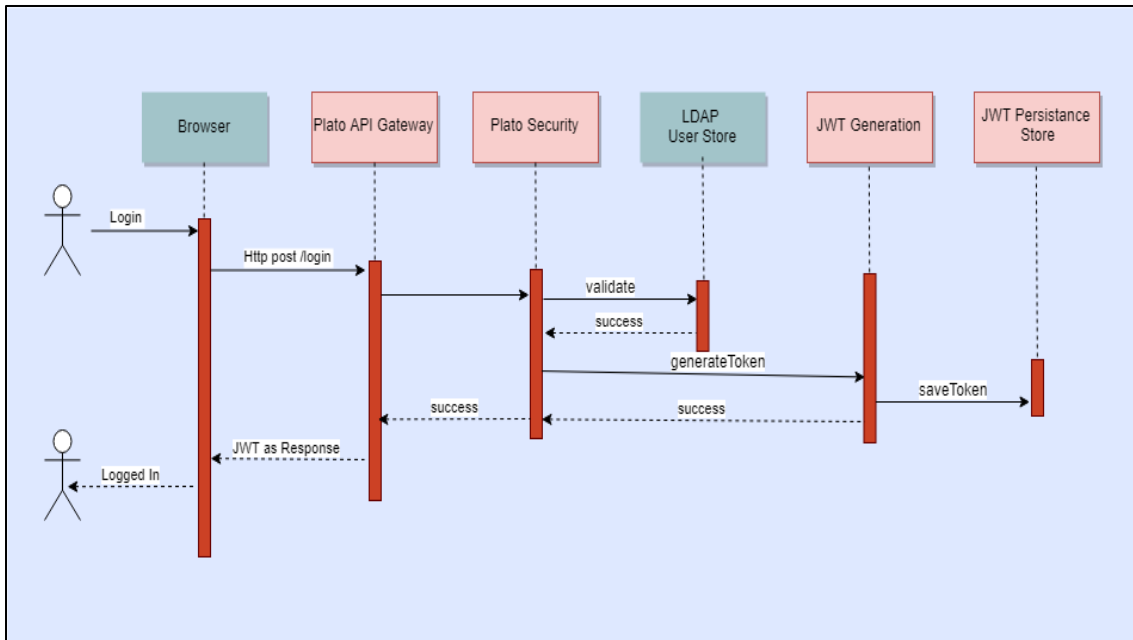 Browser
Plato API Gateway
Plato Security
LDAP
User Store
JWT Generation
JWT Persistance
Store
Login
Http post /login
validate
success
generateToken
saveToken
success
success
JWT as Response
Logged In